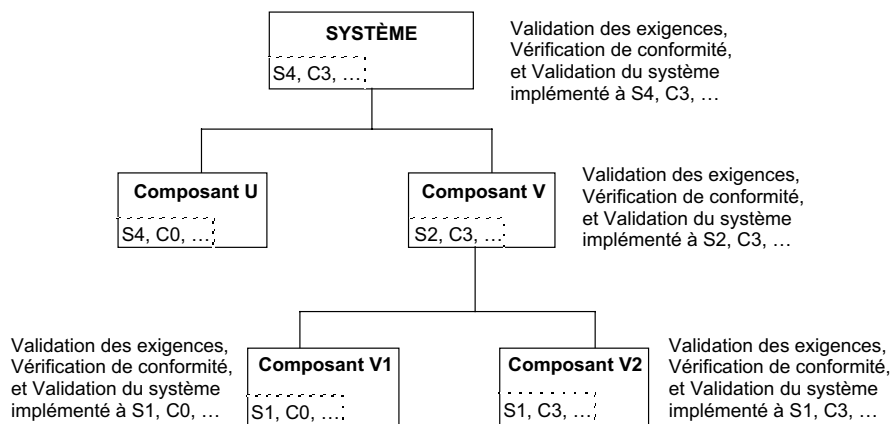 SYSTÈME
S4, C3, …
Validation des exigences,
Vérification de conformité,
et Validation du système
implémenté à S4, C3, …
Composant U
S4, C0, …
Composant V
S2, C3, …
Validation des exigences,
Vérification de conformité,
et Validation du système
implémenté à S2, C3, …
Validation des exigences,
Vérification de conformité,
et Validation du système
implémenté à S1, C0, …
Composant V1
S1, C0, …
Composant V2
S1, C3, …
Validation des exigences,
Vérification de conformité,
et Validation du système
implémenté à S1, C3, …